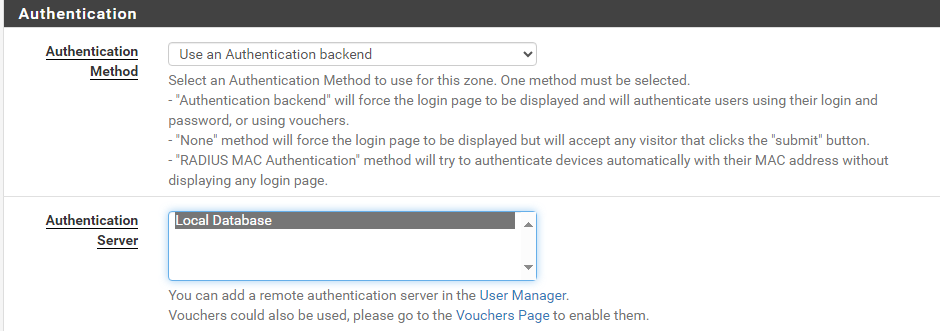 Authentication
Authentication
Method
Use an Authentication backend
Select an Authentication Method to use for this zone. One method must be selected.
- "Authentication backend" will force the login page to be displayed and will authenticate users using their login and
password, or using vouchers.
- "None" method will force the login page to be displayed but will accept any visitor that clicks the "submit" button.
- "RADIUS MAC Authentication" method will try to authenticate devices automatically with their MAC address without
displaying any login page.
Authentication
Server
Local Database
You can add a remote authentication server in the User Manager.
Vouchers could also be used, please go to the Vouchers Page to enable them.